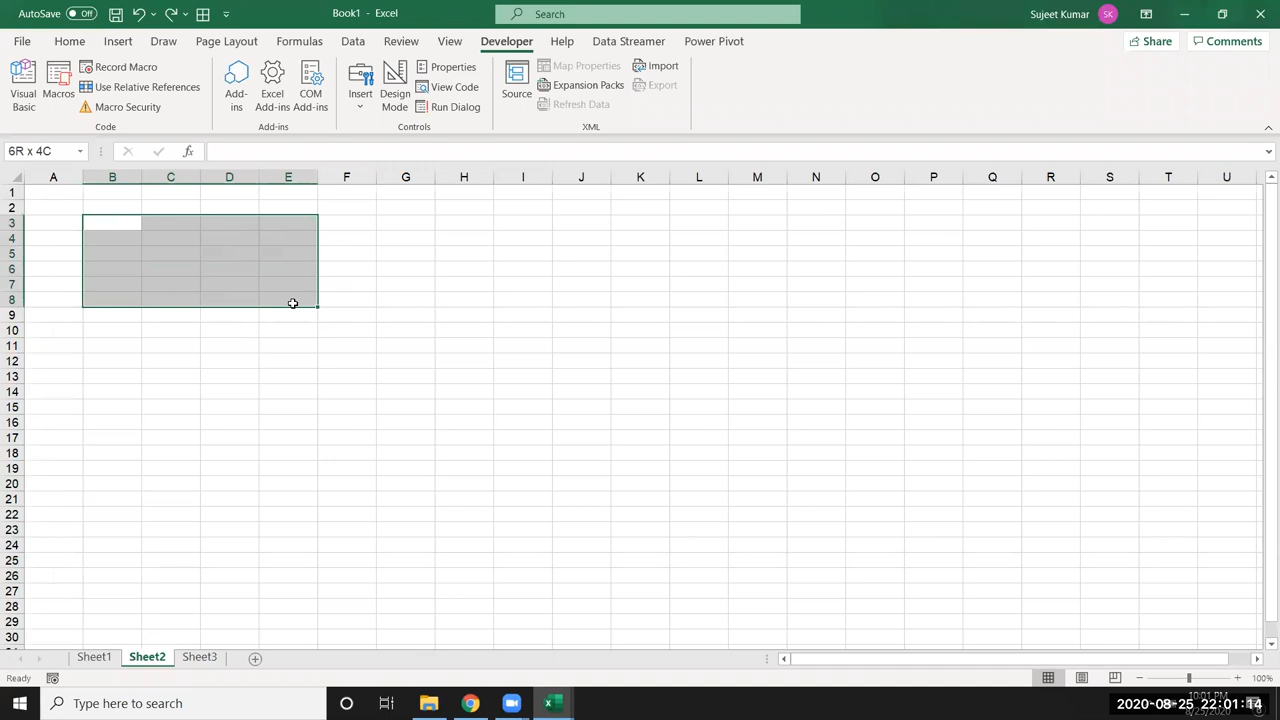 AutoSave Off Book1 - Excel Search Sujeet Kumar SK
File Home Insert Draw Page Layout Formulas Data Review View Developer Help Data Streamer Power Pivot Share Comments
Visual Basic
Macros
Record Macro
Use Relative References
Macro Security
Code
Add-ins
Excel Add-ins
COM Add-ins
Add-ins
Insert
Design Mode
Properties
View Code
Run Dialog
Controls
Source
Map Properties
Expansion Packs
Refresh Data
Import
Export
XML
6R x 4C fx
A B C D E F G H I J K L M N O P Q R S T U
1
2
3
4
5
6
7
8
9
10
11
12
13
14
15
16
17
18
19
20
21
22
23
24
25
26
27
28
29
30
Sheet1 Sheet2 Sheet3
Ready 100%
Type here to search
10:01 PM
2020-08-25 22:01:14
8/25/2020